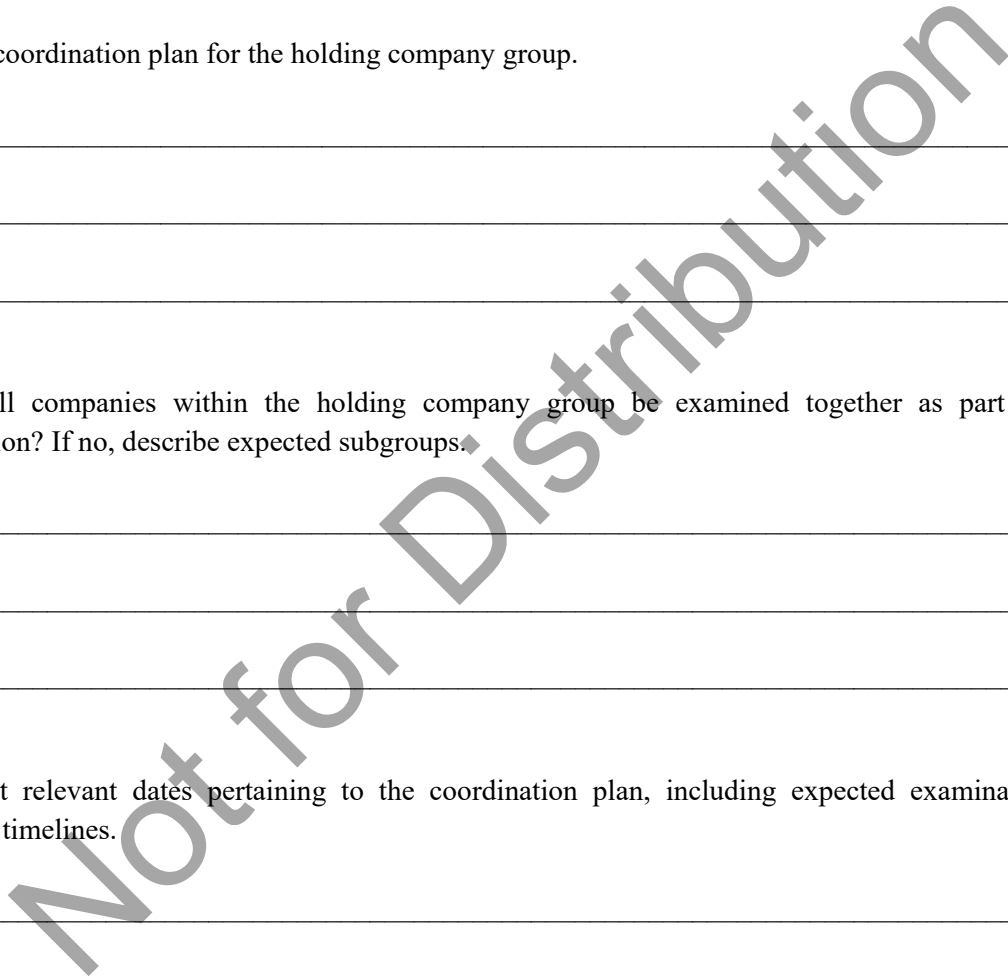 coordination plan for the holding company group.
ll companies within the holding company group be examined together as part
ion? If no, describe expected subgroups.
t relevant dates pertaining to the coordination plan, including expected examina
timelines.
Not for Distribution